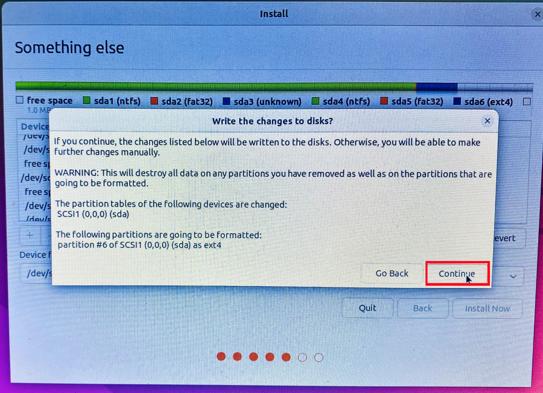 Install
Something else
free space sda1 (ntfs) sda2 (fat32) sda3 (unknown) sda4 (ntfs) sda5 (fat32) sda6 (ext4)
1.0 MB
Write the changes to disks?
If you continue, the changes listed below will be written to the disks. Otherwise, you will be able to make
further changes manually.
WARNING: This will destroy all data on any partitions you have removed as well as on the partitions that are
going to be formatted.
The partition tables of the following devices are changed:
SCSI1 (0,0,0) (sda)
The following partitions are going to be formatted:
partition #6 of SCSI1 (0,0,0) (sda) as ext4
Go Back Continue
Device
free sp
/dev/s
free sp
/dev/s
+
evert
Device f
/dev/s
Quit Back Install Now